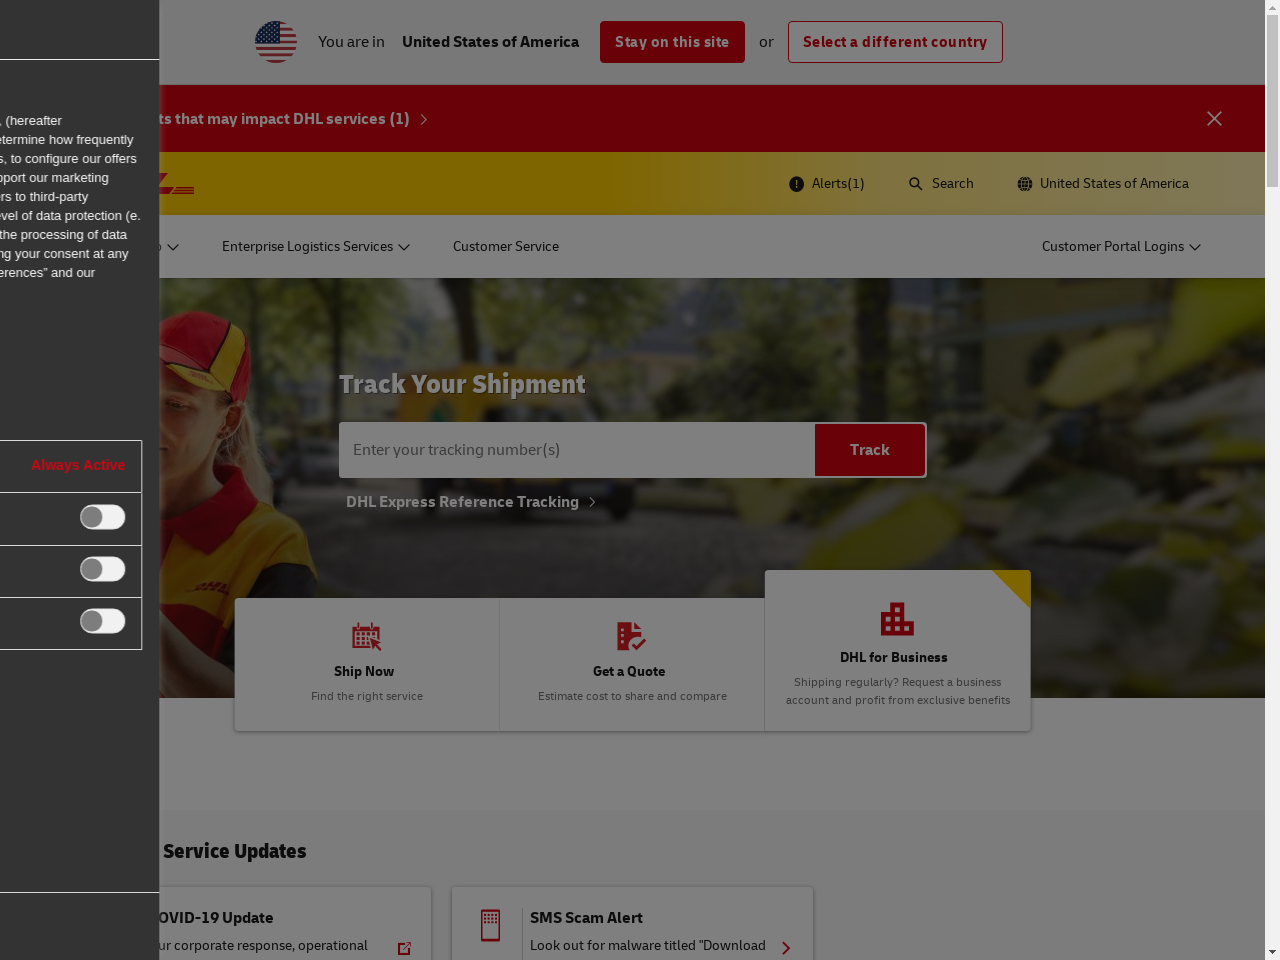 You are in United States of America Stay on this site or Select a different country
ts that may impact DHL services (1)
Alerts(1) Search United States of America
Enterprise Logistics Services Customer Service Customer Portal Logins
(hereafter
etermine how frequently
s, to configure our offers
pport our marketing
ers to third-party
evel of data protection (e.
the processing of data
ng your consent at any
erences” and our
Always Active
Track Your Shipment
Enter your tracking number(s) Track
DHL Express Reference Tracking
Ship Now
Find the right service
Get a Quote
Estimate cost to share and compare
DHL for Business
Shipping regularly? Request a business
account and profit from exclusive benefits
Service Updates
OVID-19 Update
ur corporate response, operational
SMS Scam Alert
Look out for malware titled "Download